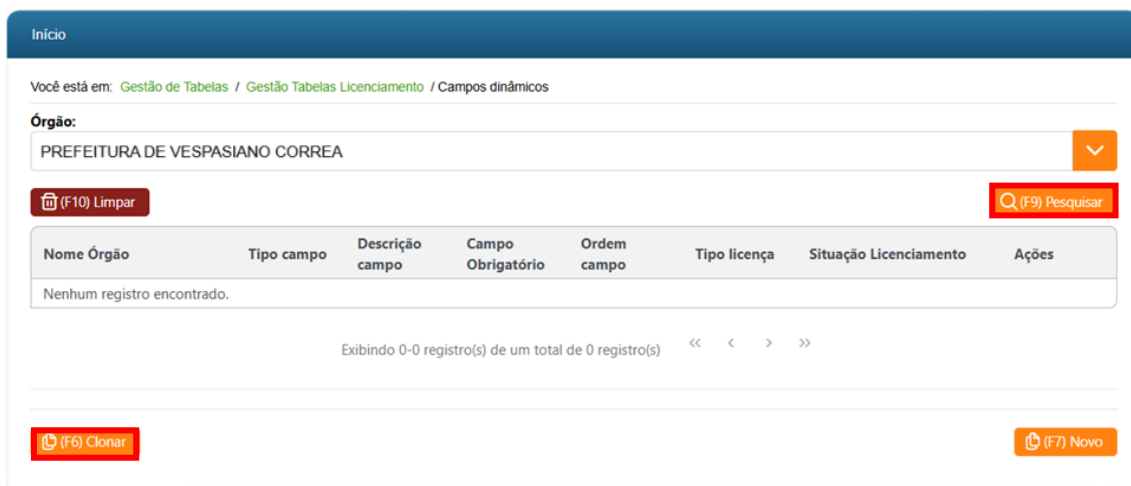 Início
Você está em: Gestão de Tabelas / Gestão Tabelas Licenciamento / Campos dinâmicos
Órgão:
PREFEITURA DE VESPASIANO CORREA
(F10) Limpar (F9) Pesquisar
Nome Órgão Tipo campo Descrição campo Campo Obrigatório Ordem campo Tipo licença Situação Licenciamento Ações
Nenhum registro encontrado.
Exibindo 0-0 registro(s) de um total de 0 registro(s) << < > >>
(F6) Clonar (F7) Novo